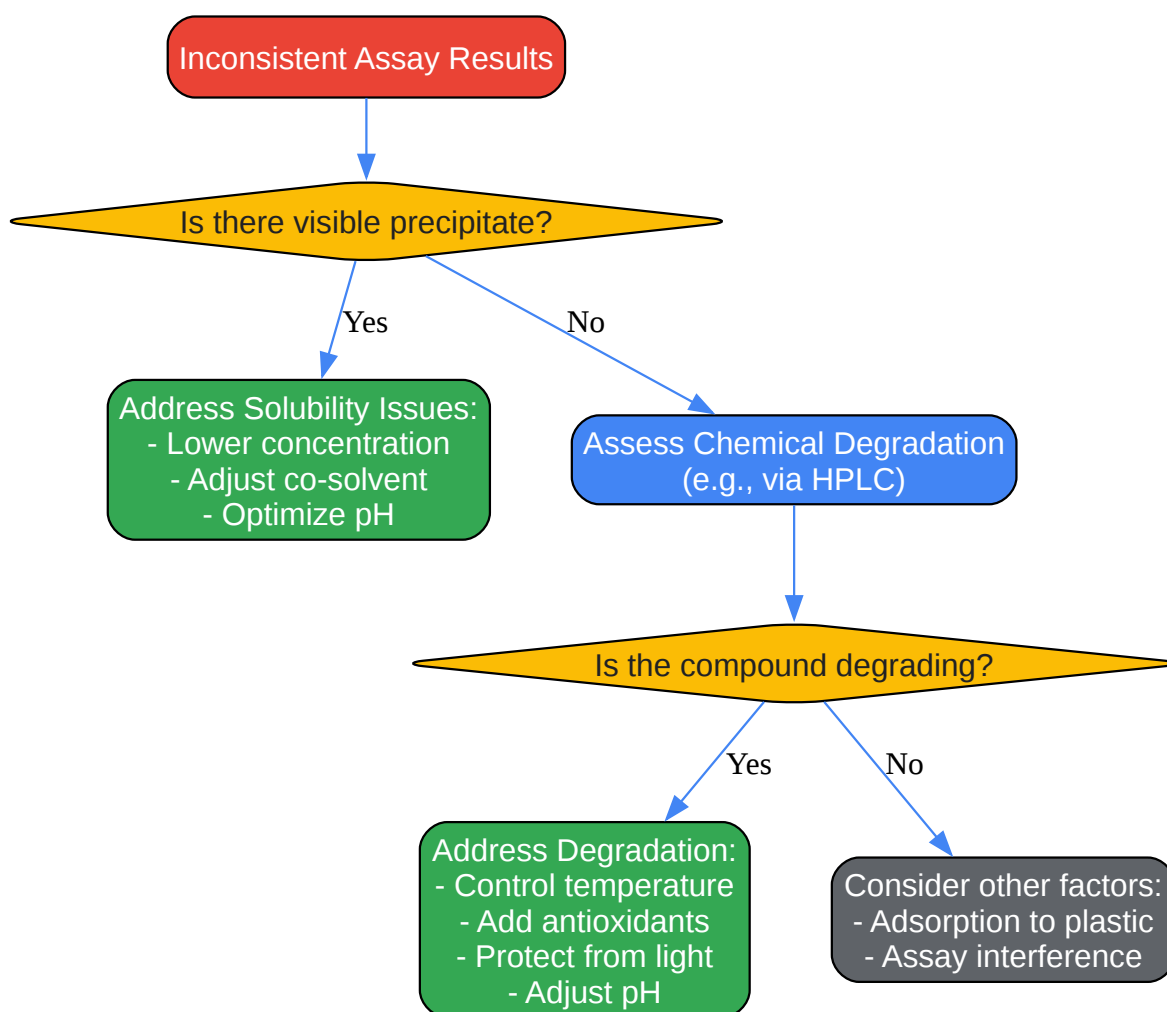 Inconsistent Assay Results
Is there visible precipitate?
Yes
No
Address Solubility Issues:
- Lower concentration
- Adjust co-solvent
- Optimize pH
Assess Chemical Degradation
(e.g., via HPLC)
Is the compound degrading?
Yes
No
Address Degradation:
- Control temperature
- Add antioxidants
- Protect from light
- Adjust pH
Consider other factors:
- Adsorption to plastic
- Assay interference